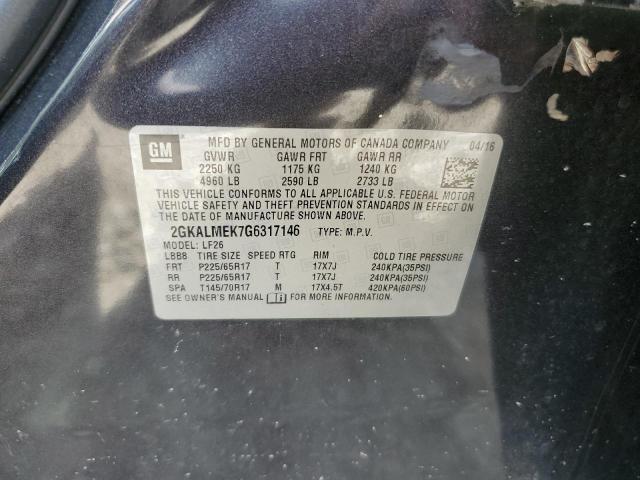 GM
MFD BY GENERAL MOTORS OF CANADA COMPANY 04/16
GVWR GAWR FRT GAWR RR
2250 KG 1175 KG 1240 KG
4960 LB 2590 LB 2733 LB
THIS VEHICLE CONFORMS TO ALL APPLICABLE U.S. FEDERAL MOTOR
VEHICLE SAFETY AND THEFT PREVENTION STANDARDS IN EFFECT ON
THE DATE OF MANUFACTURE SHOWN ABOVE.
2GKALMEK7G6317146 TYPE: M.P.V.
MODEL: LF26
LBB8 TIRE SIZE SPEED RTG RIM COLD TIRE PRESSURE
FRT P225/65R17 T 17X7J 240KPA(35PSI)
RR P225/65R17 T 17X7J 240KPA(35PSI)
SPA T145/70R17 M 17X4.5T 420KPA(60PSI)
SEE OWNER'S MANUAL FOR MORE INFORMATION.